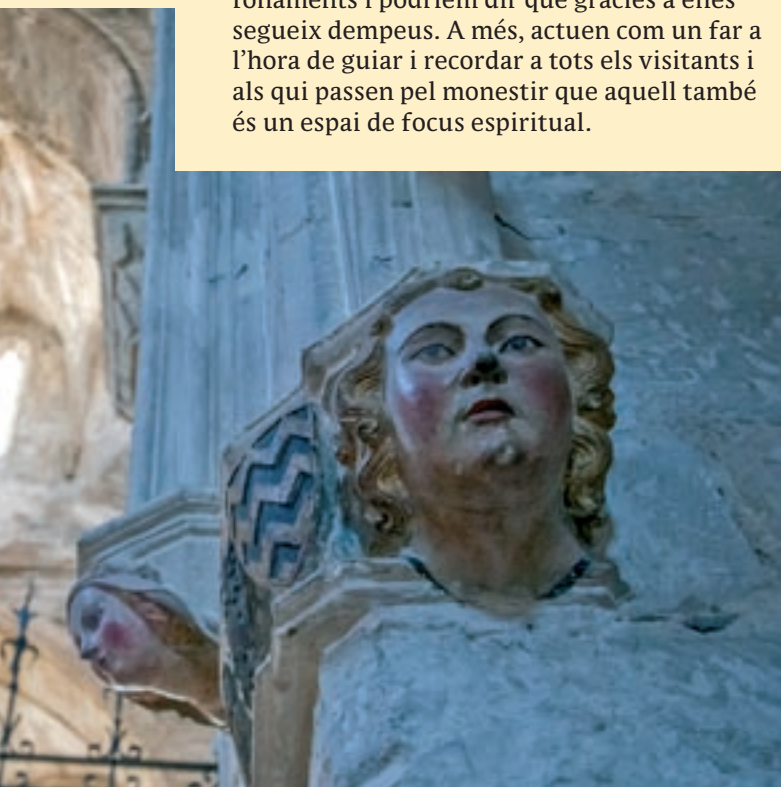 fonaments i podríem dir que gràcies a elles
segueix dempeus. A més, actuen com un far a
l’hora de guiar i recordar a tots els visitants i
als qui passen pel monestir que aquell també
és un espai de focus espiritual.